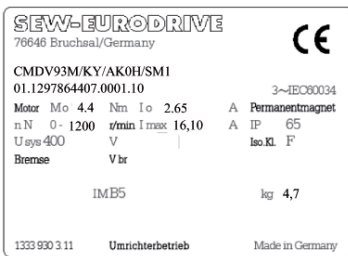 SEW-EURODRIVE
76646 Bruchsal/Germany
CE
CMDV93M/KY/AK0H/SM1
01.1297864407.0001.10
3~IEC60034
Motor Mo 4.4 Nm Io 2.65 A Permanentmagnet
nN 0-1200 r/min Imax 16,10 A IP 65
Usys 400 V Iso.Kl. F
Bremse Vbr
IMB5 kg 4,7
1333 930 3.11 Umrichterbetrieb Made in Germany